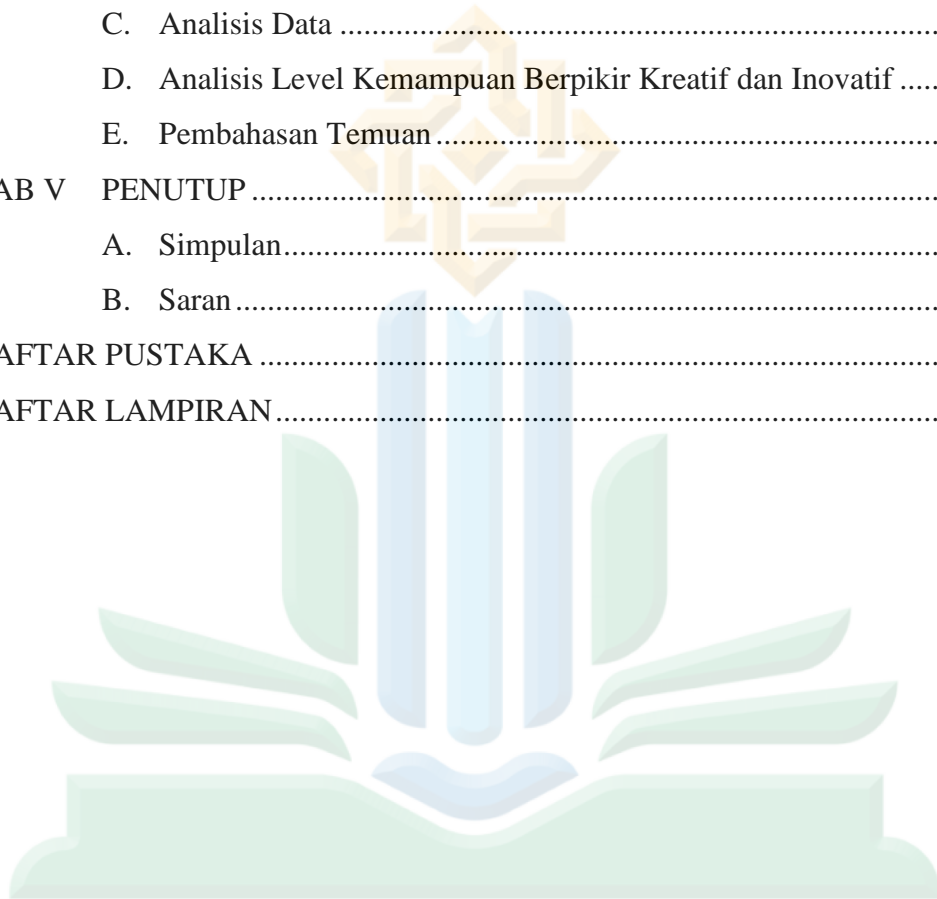 C. Analisis Data ..........................................................................
D. Analisis Level Kemampuan Berpikir Kreatif dan Inovatif .....
E. Pembahasan Temuan ..............................................................
AB V PENUTUP .....................................................................................
A. Simpulan.................................................................................
B. Saran .......................................................................................
AFTAR PUSTAKA ....................................................................................
AFTAR LAMPIRAN..................................................................................